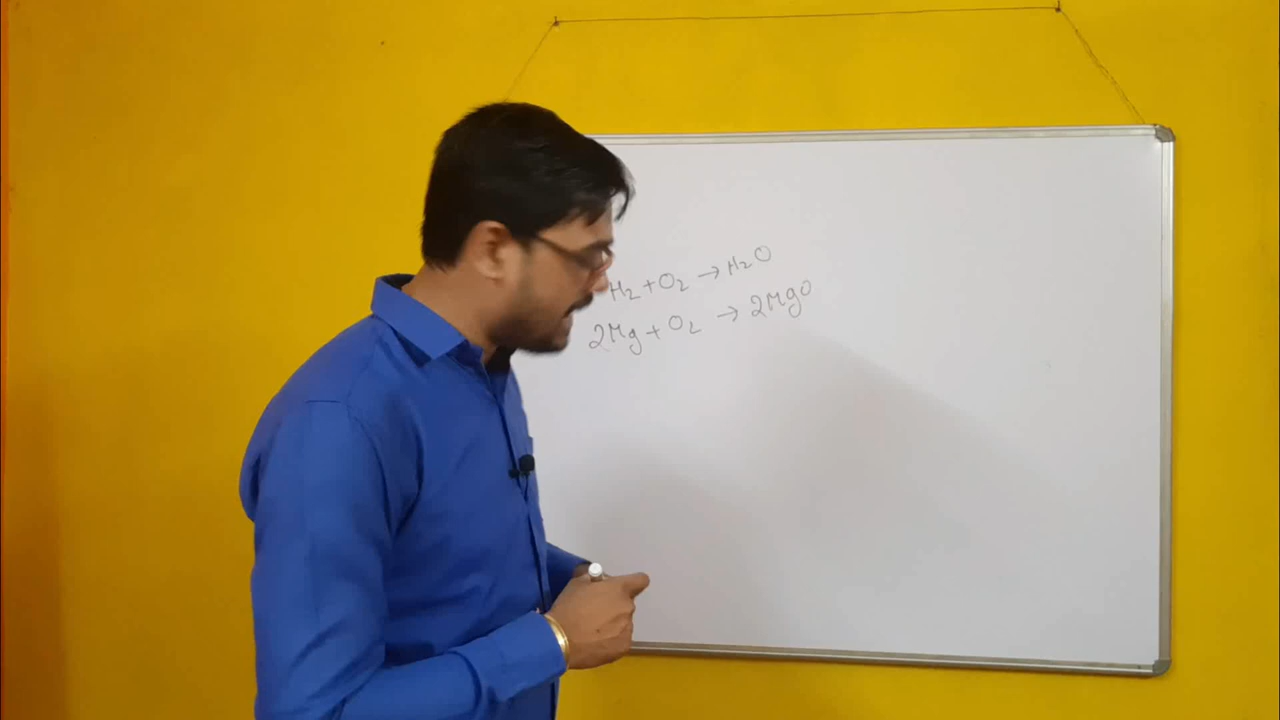 H₂ + O₂ → H₂O
2Mg + O₂ → 2MgO